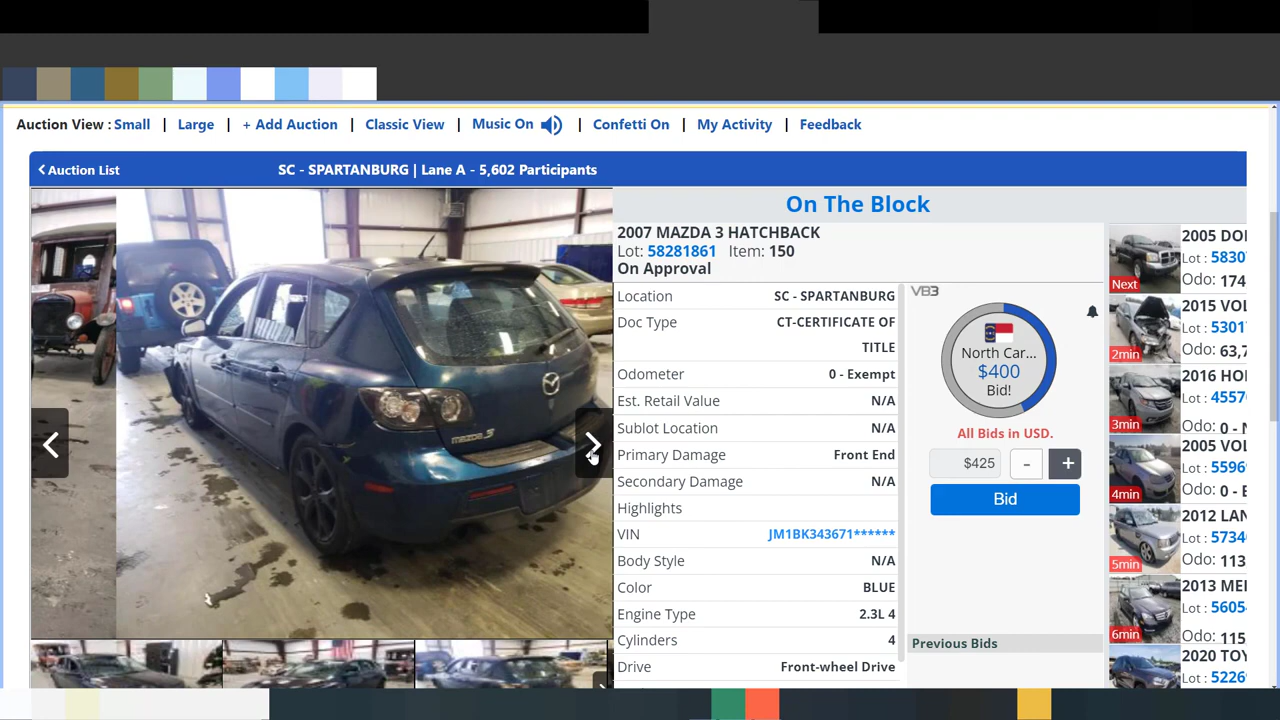 Auction View : Small | Large | + Add Auction | Classic View | Music On | Confetti On | My Activity | Feedback
Auction List
SC - SPARTANBURG | Lane A - 5,602 Participants
On The Block
2007 MAZDA 3 HATCHBACK
Lot: 58281861 Item: 150
On Approval
Location SC - SPARTANBURG
Doc Type CT-CERTIFICATE OF
TITLE
Odometer 0 - Exempt
Est. Retail Value N/A
Sublot Location N/A
Primary Damage Front End
Secondary Damage N/A
Highlights
VIN JM1BK343671******
Body Style N/A
Color BLUE
Engine Type 2.3L 4
Cylinders 4
Drive Front-wheel Drive
VB3
North Car...
$400
Bid!
All Bids in USD.
$425 - +
Bid
Previous Bids
2005 DO
Lot : 5830
Odo: 174
Next
2015 VOL
Lot : 5301
Odo: 63,7
2min
2016 HO
Lot : 4557
Odo: 0 - N
3min
2005 VOL
Lot : 5596
Odo: 0 - E
4min
2012 LAN
Lot : 5734
Odo: 113
5min
2013 ME
Lot : 5605
Odo: 115
6min
2020 TOY
Lot : 5226
mazda 3